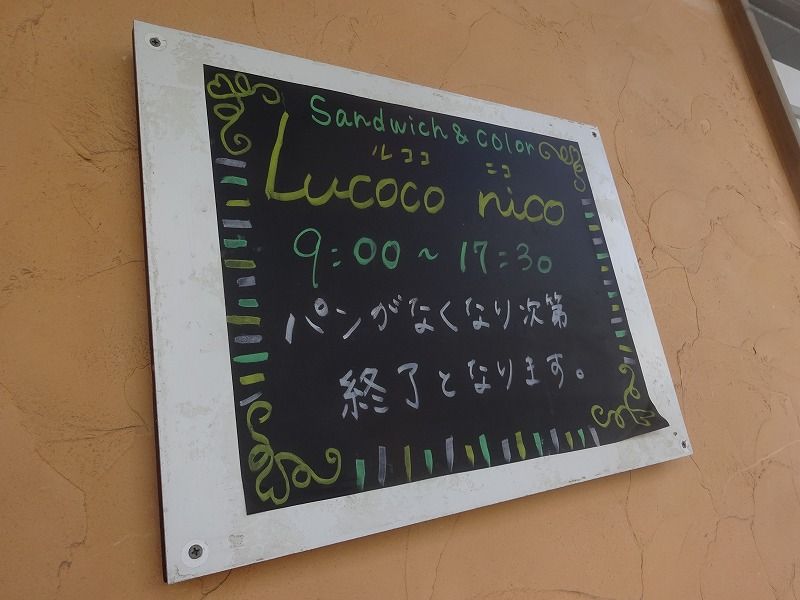 Sandwich & color
ルココ ニコ
Lucoco nico
9:00~17:30
パンがなくなり次第
終了となります。